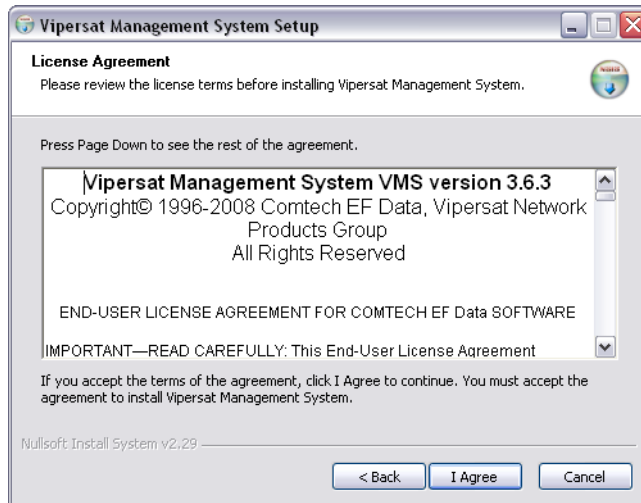 Vipersat Management System Setup
License Agreement
Please review the license terms before installing Vipersat Management System.
Press Page Down to see the rest of the agreement.
Vipersat Management System VMS version 3.6.3
Copyright© 1996-2008 Comtech EF Data, Vipersat Network
Products Group
All Rights Reserved
END-USER LICENSE AGREEMENT FOR COMTECH EF Data SOFTWARE
IMPORTANT—READ CAREFULLY: This End-User License Agreement
If you accept the terms of the agreement, click I Agree to continue. You must accept the
agreement to install Vipersat Management System.
Nullsoft Install System v2.29
< Back
I Agree
Cancel